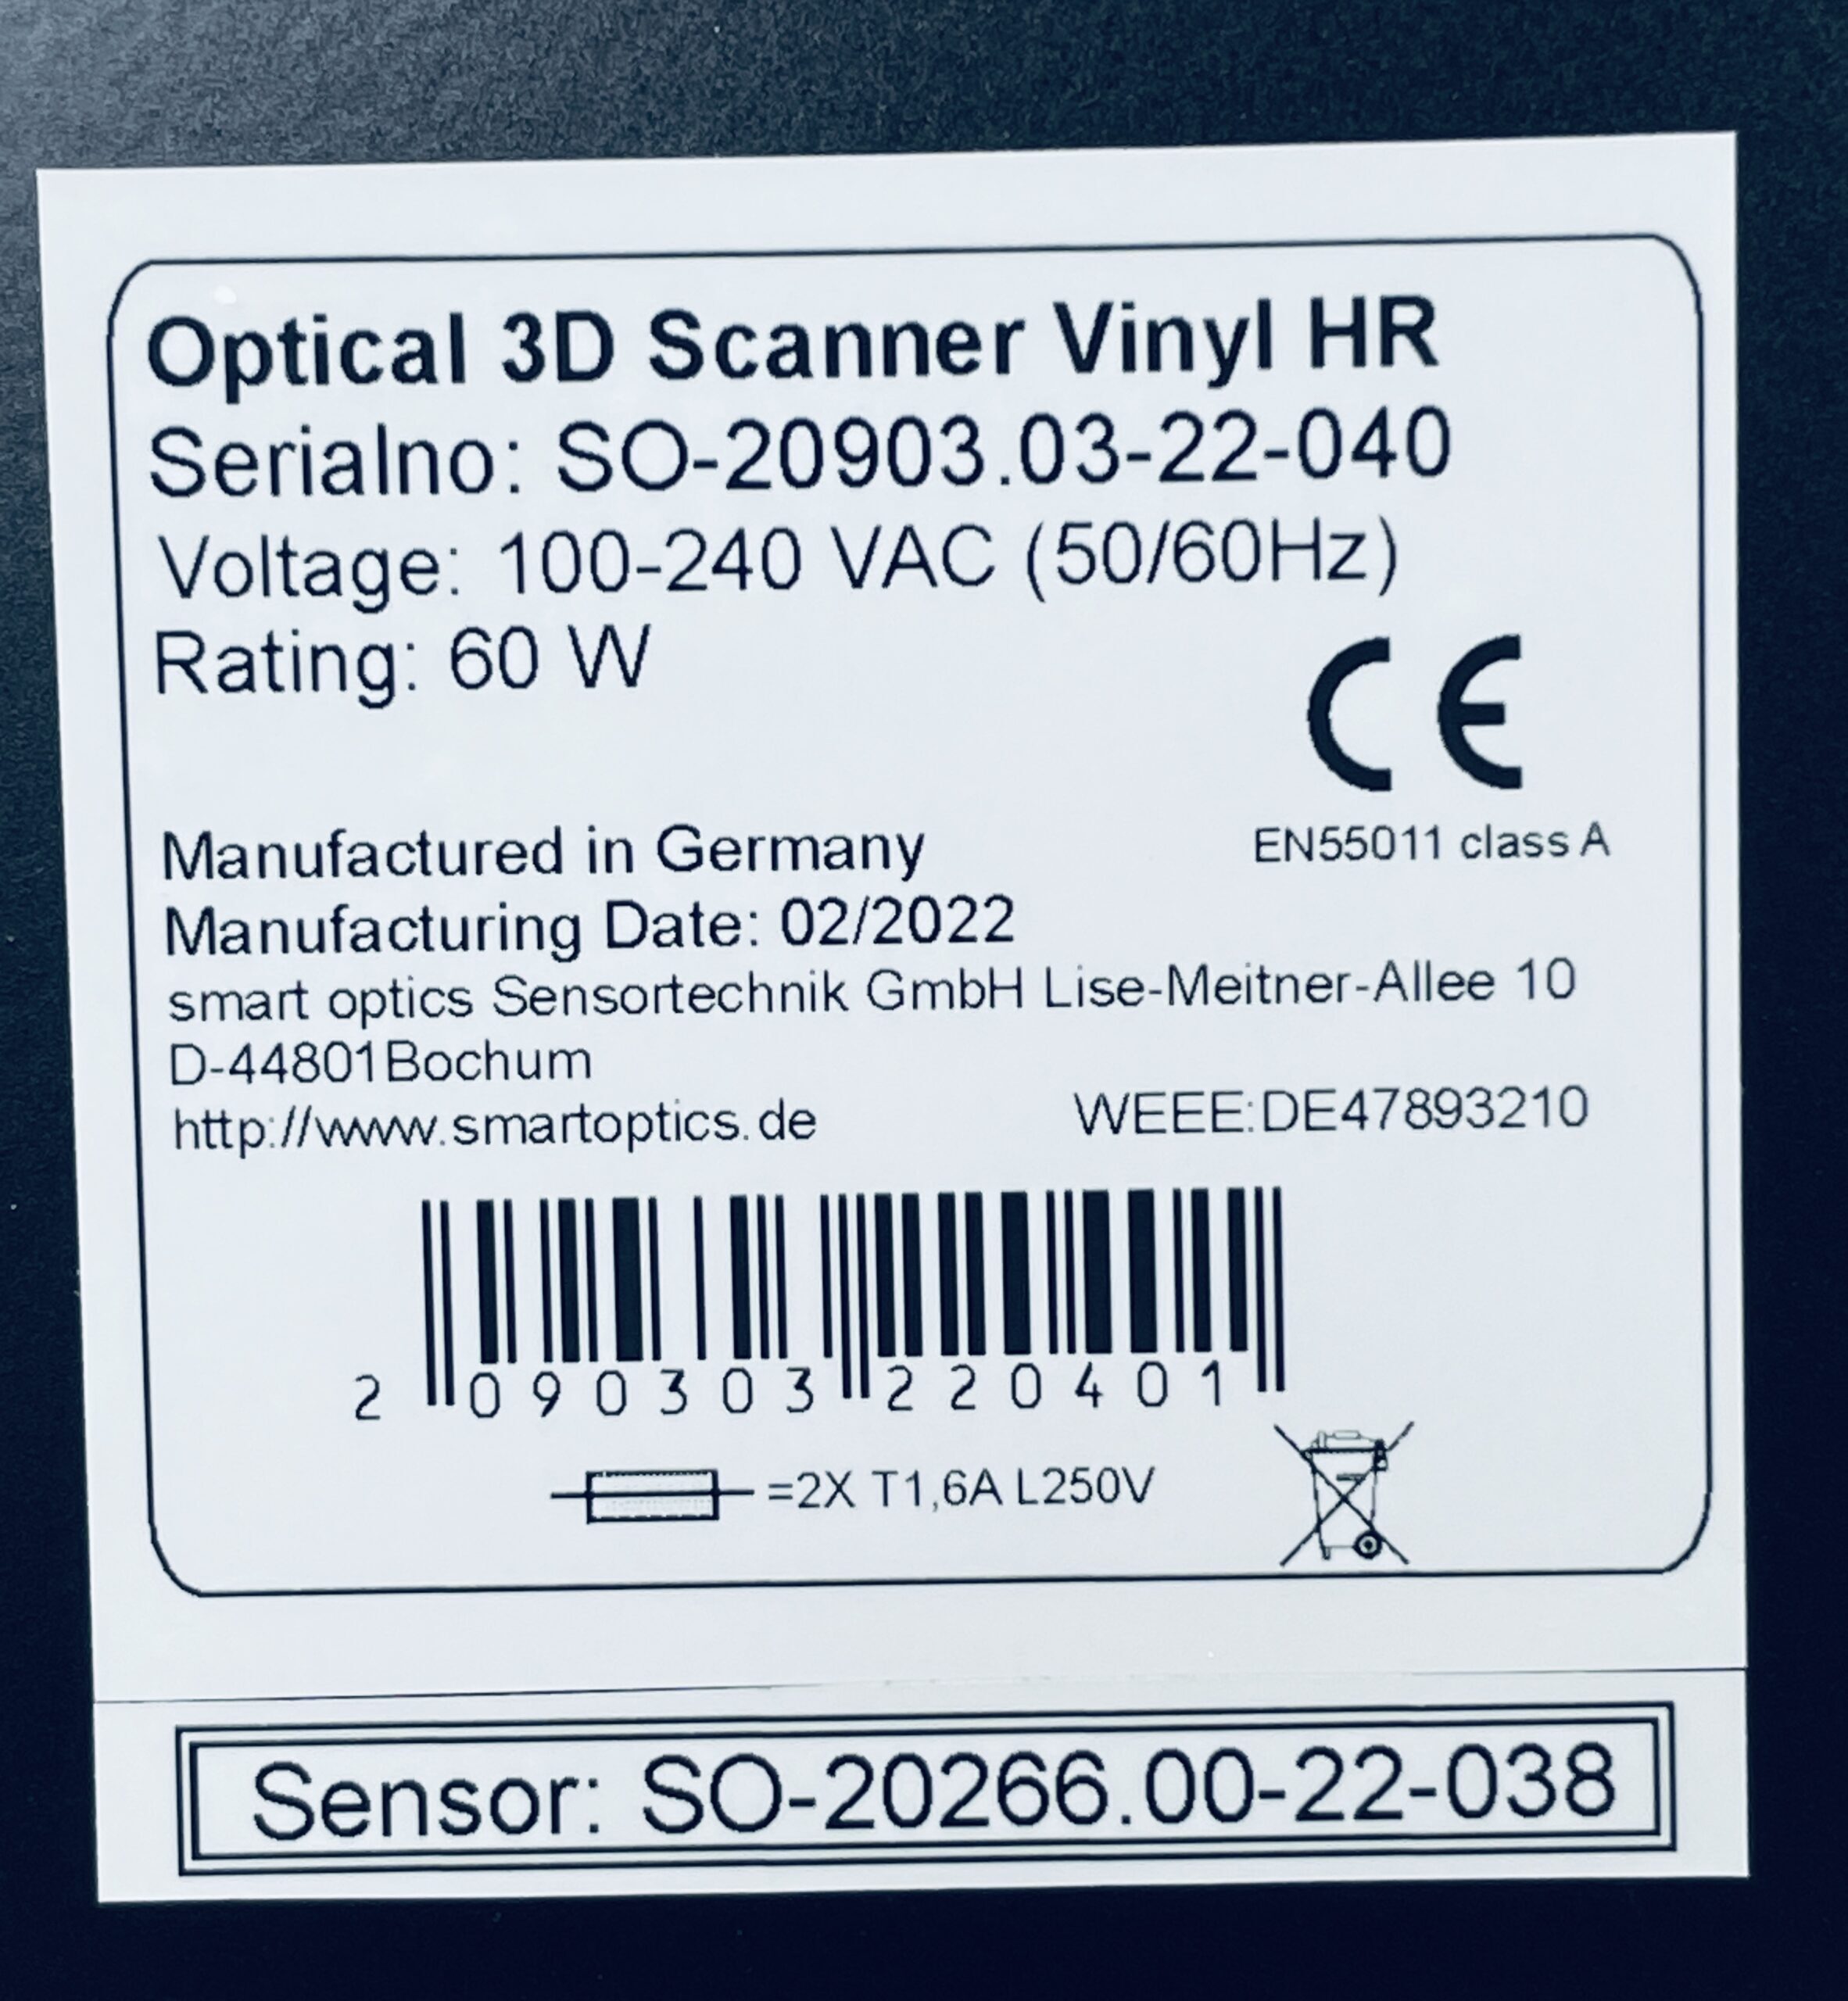 Optical 3D Scanner Vinyl HR
Serialno: SO-20903.03-22-040
Voltage: 100-240 VAC (50/60Hz)
Rating: 60 W
CE
EN55011 class A
Manufactured in Germany
Manufacturing Date: 02/2022
smart optics Sensortechnik GmbH Lise-Meitner-Allee 10
D-44801 Bochum
http://www.smartoptics.de
WEEE:DE47893210
2 090303 220401
=2X T1,6A L250V
Sensor: SO-20266.00-22-038